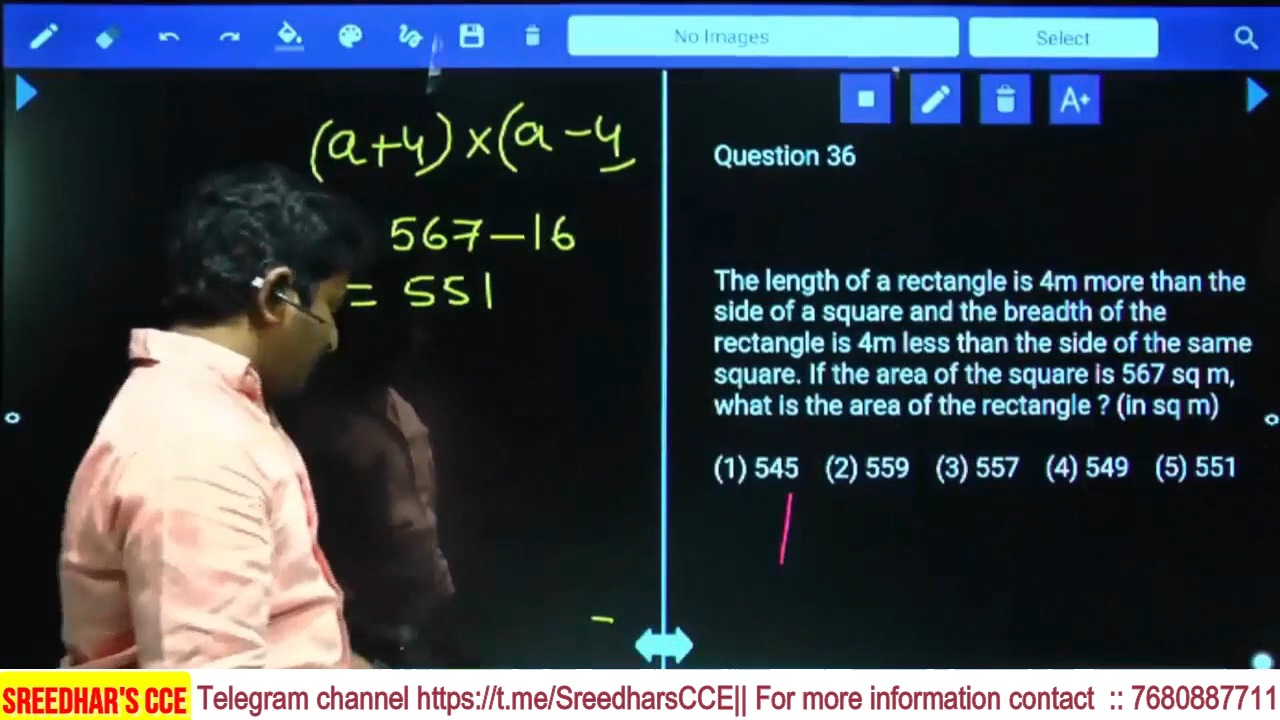 No Images
Select
A+
(a+4)×(a-4
567-16
= 551
Question 36
The length of a rectangle is 4m more than the
side of a square and the breadth of the
rectangle is 4m less than the side of the same
square. If the area of the square is 567 sq m,
what is the area of the rectangle ? (in sq m)
(1) 545 (2) 559 (3) 557 (4) 549 (5) 551
SREEDHAR'S CCE Telegram channel https://t.me/SreedharsCCE|| For more information contact :: 7680887711